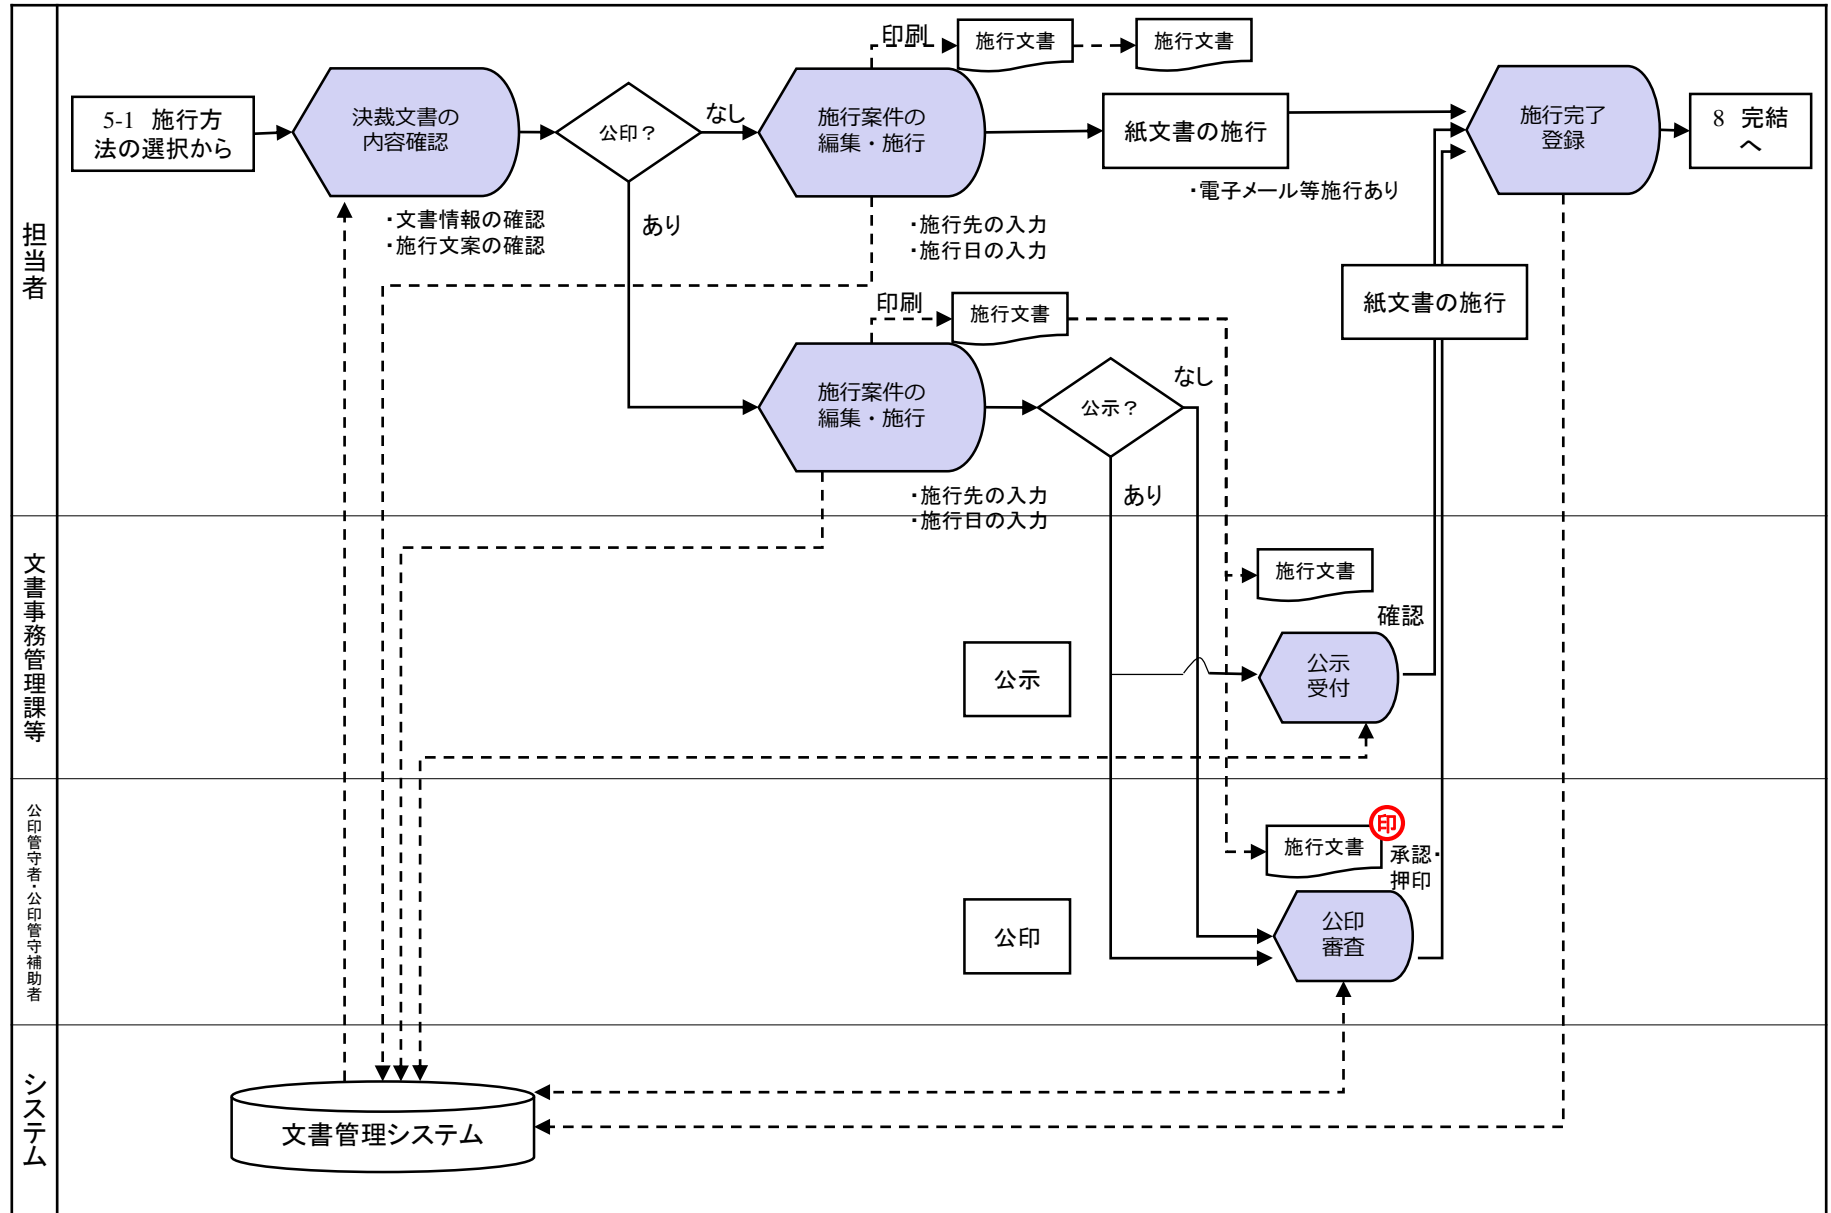 担当者
5-1 施行方
法の選択から
決裁文書の
内容確認
・文書情報の確認
・施行文案の確認
公印？
なし
あり
印刷
施行文書
施行文書
施行案件の
編集・施行
・施行先の入力
・施行日の入力
紙文書の施行
・電子メール等施行あり
施行完了
登録
8 完結
へ
印刷
施行文書
施行案件の
編集・施行
・施行先の入力
・施行日の入力
公示？
なし
あり
紙文書の施行
文書事務管理課等
施行文書
確認
公示
公示
受付
公印管守者・公印管守補助者
施行文書
印
承認・
押印
公印
公印
審査
システム
文書管理システム